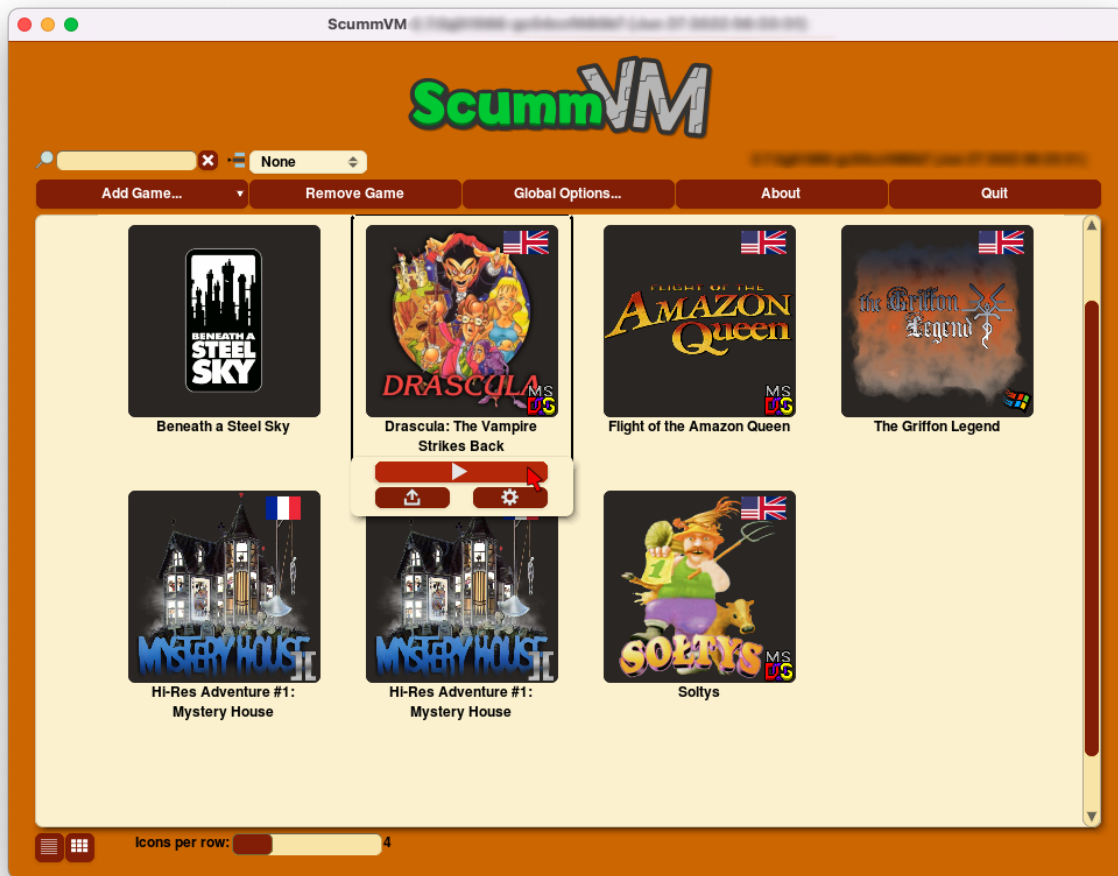 ScummVM
ScummVM
None
Add Game... Remove Game Global Options... About Quit
BENEATH A
STEEL
SKY
DRASCULA
MS
DOS
FLIGHT OF THE
AMAZON
Queen
MS
DOS
the Griffon
Legend
Beneath a Steel Sky
Drascula: The Vampire
Strikes Back
Flight of the Amazon Queen
The Griffon Legend
MYSTERY HOUSE
][
MYSTERY HOUSE
][
1
SOŁTYS
MS
DOS
Hi-Res Adventure #1:
Mystery House
Hi-Res Adventure #1:
Mystery House
Soltys
Icons per row: 4